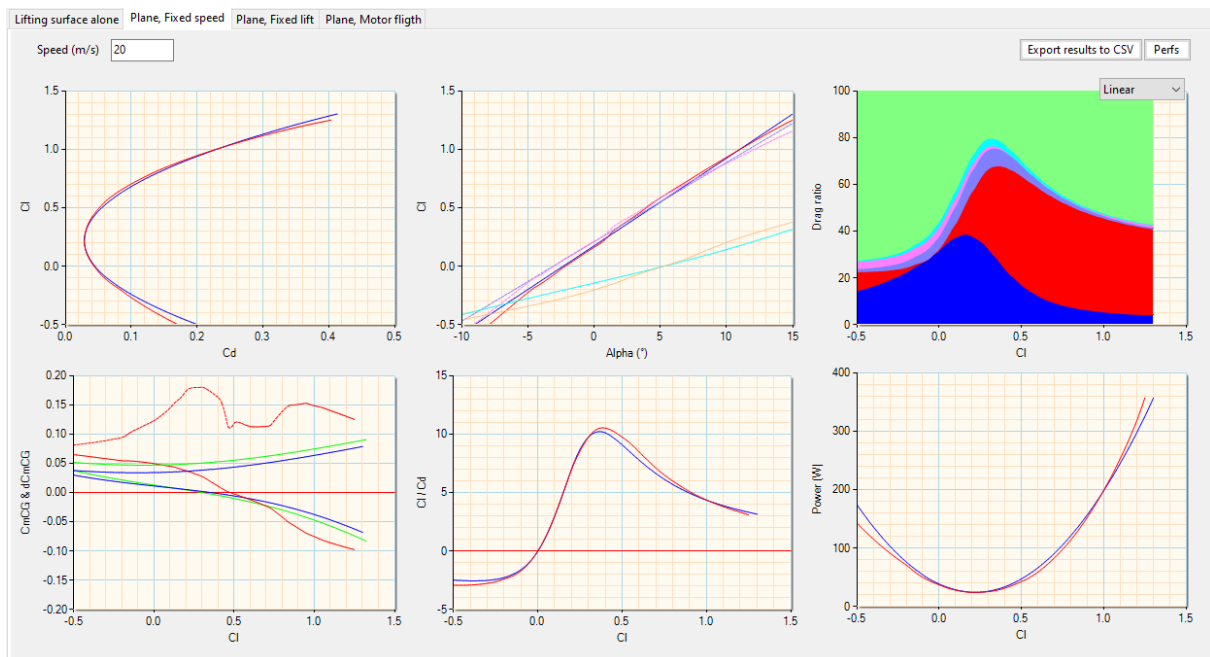 Lifting surface alone Plane, Fixed speed Plane, Fixed lift Plane, Motor fligth
Speed (m/s) 20 Export results to CSV Perfs
Linear
1.5
1.0
0.5
0.0
-0.5
Cl
0.0 0.1 0.2 0.3 0.4 0.5
Cd
1.5
1.0
0.5
0.0
-0.5
Cl
-10 -5 0 5 10 15
Alpha (°)
100
80
60
40
20
0
Drag ratio
-0.5 0.0 0.5 1.0 1.5
Cl
0.20
0.15
0.10
0.05
0.00
-0.05
-0.10
-0.15
-0.20
CmCG & dCmCG
-0.5 0.0 0.5 1.0 1.5
Cl
15
10
5
0
-5
Cl / Cd
-0.5 0.0 0.5 1.0 1.5
Cl
400
300
200
100
0
Power [W]
-0.5 0.0 0.5 1.0 1.5
Cl